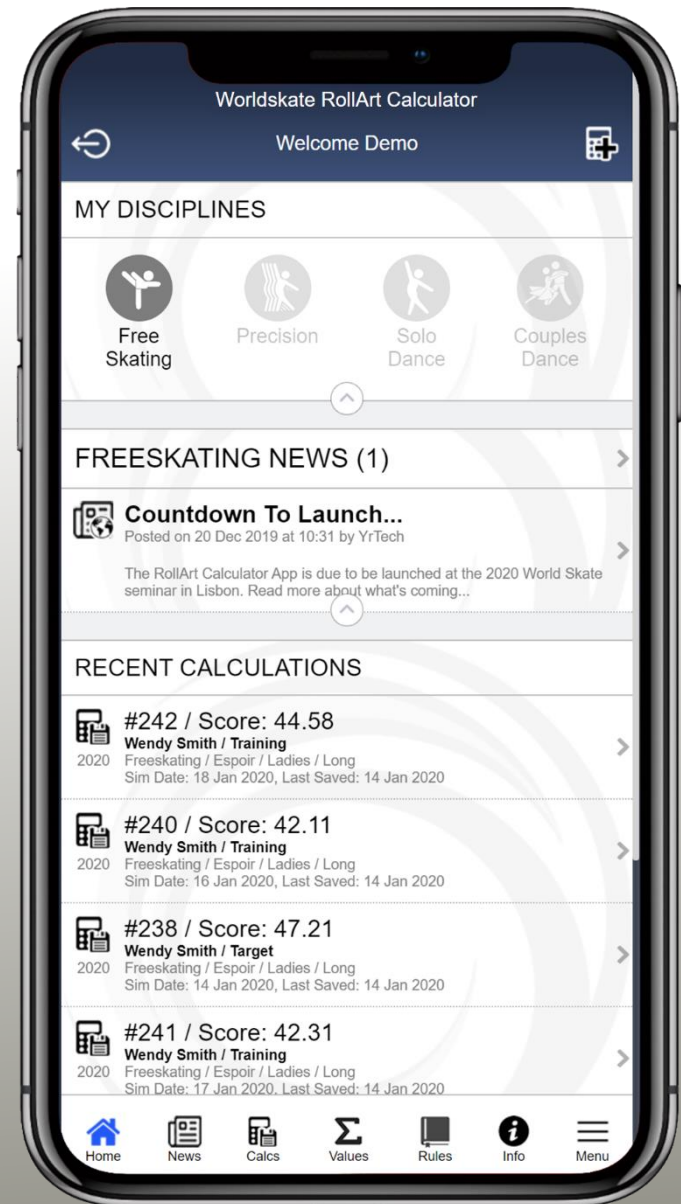 Worldskate RollArt Calculator
Welcome Demo
MY DISCIPLINES
Free
Skating
Precision
Solo
Dance
Couples
Dance
FREESKATING NEWS (1)
Countdown To Launch...
Posted on 20 Dec 2019 at 10:31 by YrTech
The RollArt Calculator App is due to be launched at the 2020 World Skate
seminar in Lisbon. Read more about what's coming...
RECENT CALCULATIONS
#242 / Score: 44.58
Wendy Smith / Training
2020 Freeskating / Espoir / Ladies / Long
Sim Date: 18 Jan 2020, Last Saved: 14 Jan 2020
#240 / Score: 42.11
Wendy Smith / Training
2020 Freeskating / Espoir / Ladies / Long
Sim Date: 16 Jan 2020, Last Saved: 14 Jan 2020
#238 / Score: 47.21
Wendy Smith / Target
2020 Freeskating / Espoir / Ladies / Long
Sim Date: 14 Jan 2020, Last Saved: 14 Jan 2020
#241 / Score: 42.31
Wendy Smith / Training
2020 Freeskating / Espoir / Ladies / Long
Sim Date: 17 Jan 2020, Last Saved: 14 Jan 2020
Home News Calcs Values Rules Info Menu